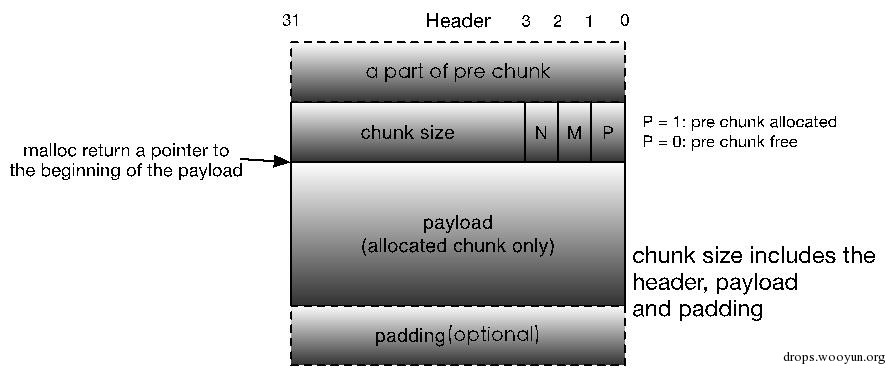 31 Header 3 2 1 0
a part of pre chunk
chunk size N M P
P = 1: pre chunk allocated
P = 0: pre chunk free
malloc return a pointer to
the beginning of the payload
payload
(allocated chunk only)
chunk size includes the
header, payload
and padding
padding(optional)
drops.wooyun.org